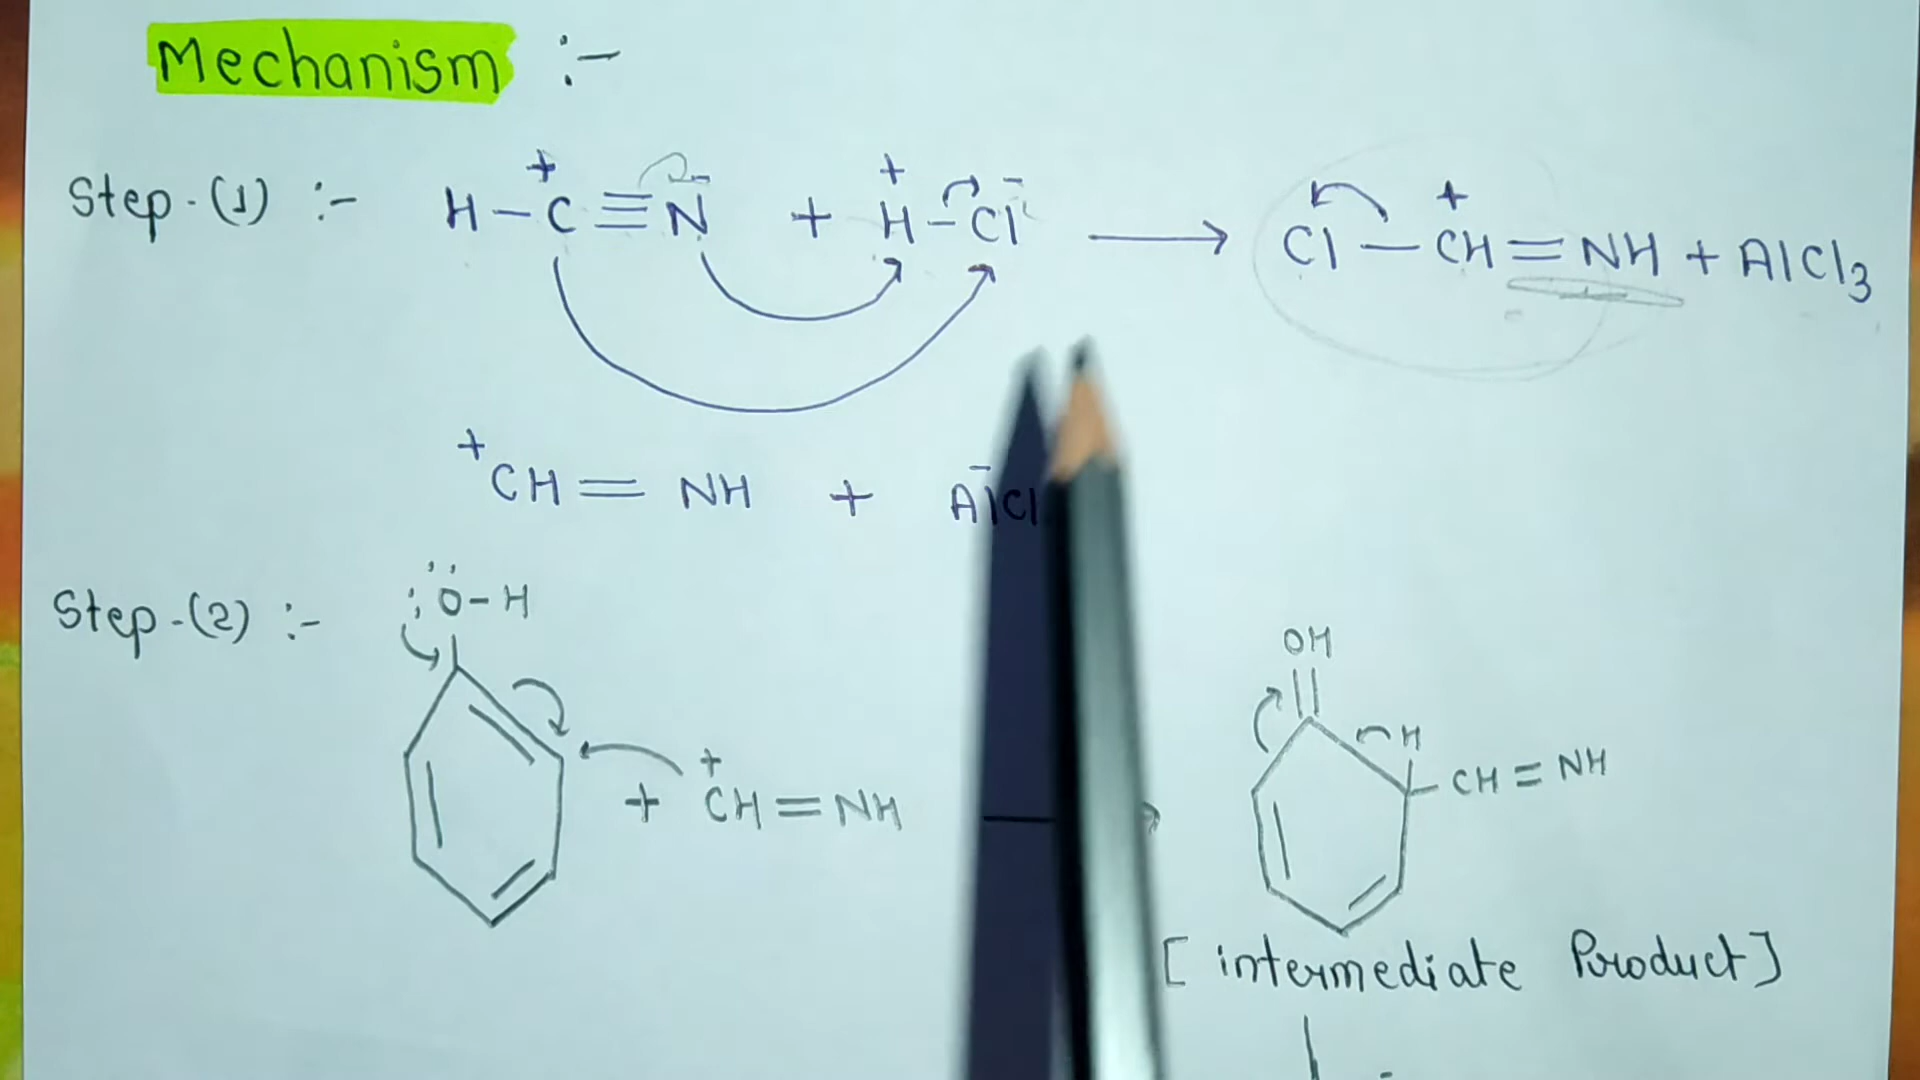 Mechanism :-
Step-(1) :- H-C⁺≡N⁻ + H⁺-Cl⁻ → Cl-CH⁺=NH + AlCl3
⁺CH=NH + AlCl
Step-(2) :- :O-H
+ ⁺CH=NH →
OH
H
CH=NH
[intermediate Product]